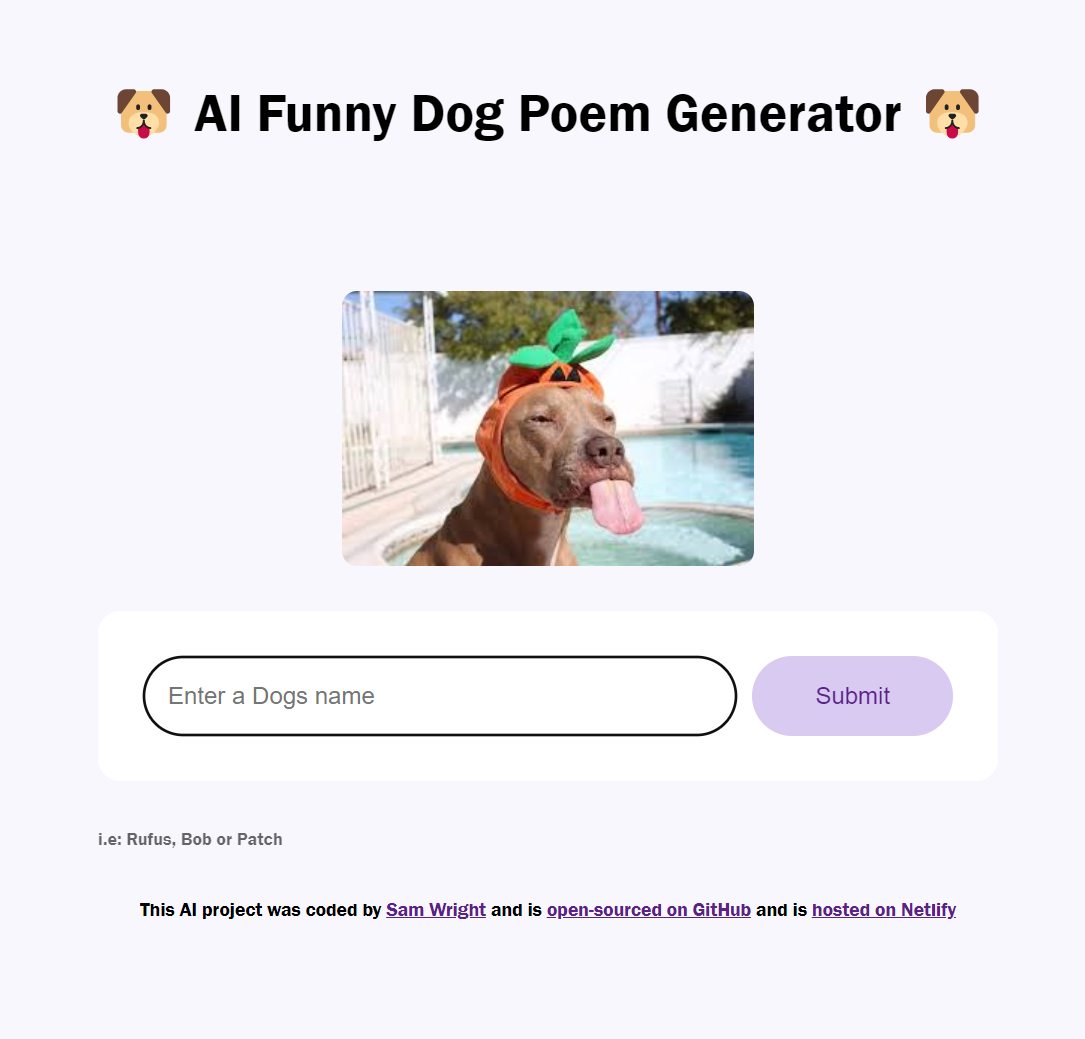 AI Funny Dog Poem Generator
Enter a Dogs name
Submit
i.e: Rufus, Bob or Patch
This AI project was coded by Sam Wright and is open-sourced on GitHub and is hosted on Netlify